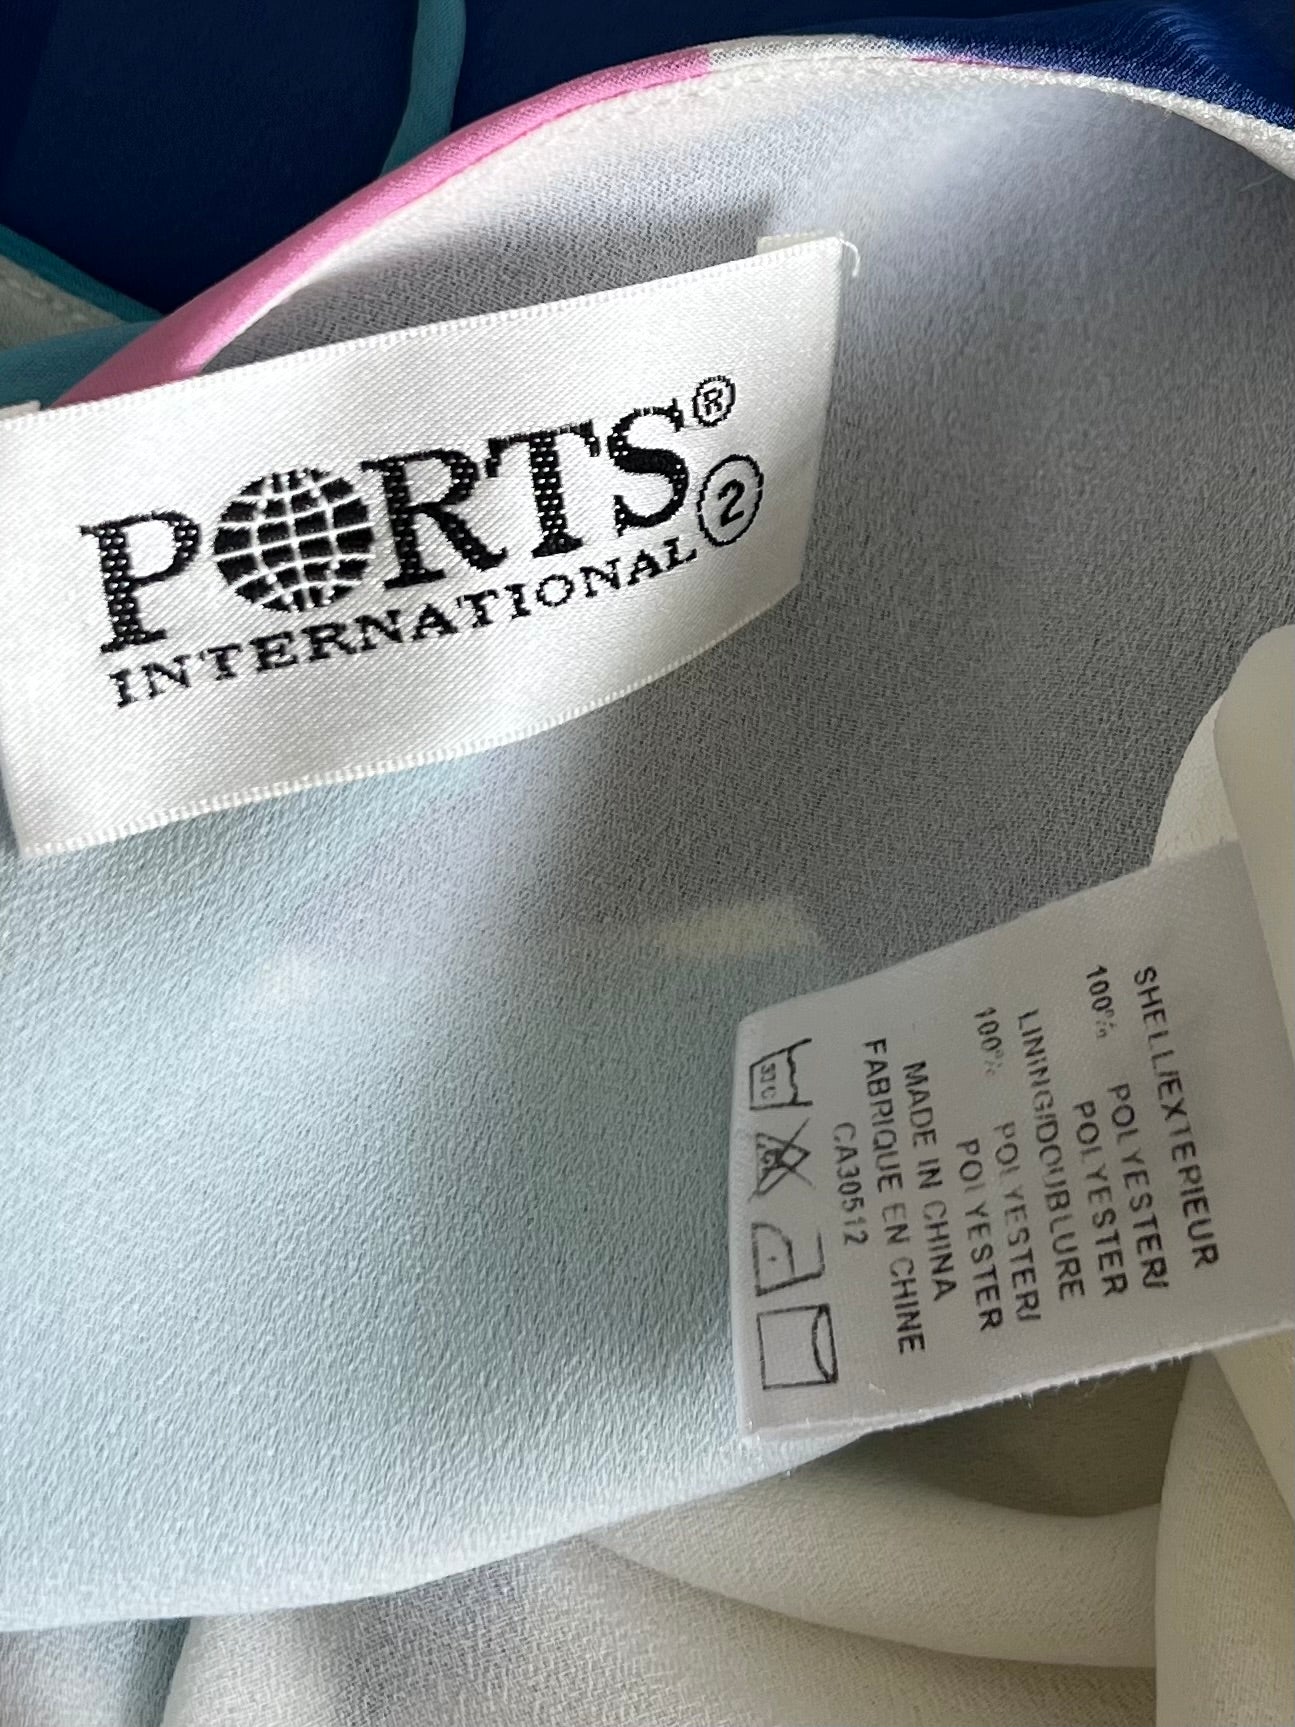 PORTS®
INTERNATIONAL 2
SHELL/EXTERIEUR
100% POLYESTER/
POLYESTER
LINING/DOUBLURE
100% POLYESTER/
POLYESTER
MADE IN CHINA
FABRIQUE EN CHINE
CA30512